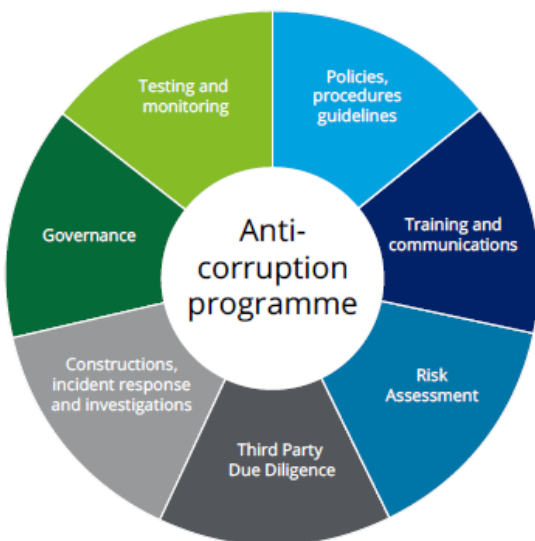 Testing and
monitoring
Policies,
procedures
guidelines
Governance
Anti-
corruption
programme
Training and
communications
Constructions,
incident response
and investigations
Risk
Assessment
Third Party
Due Diligence